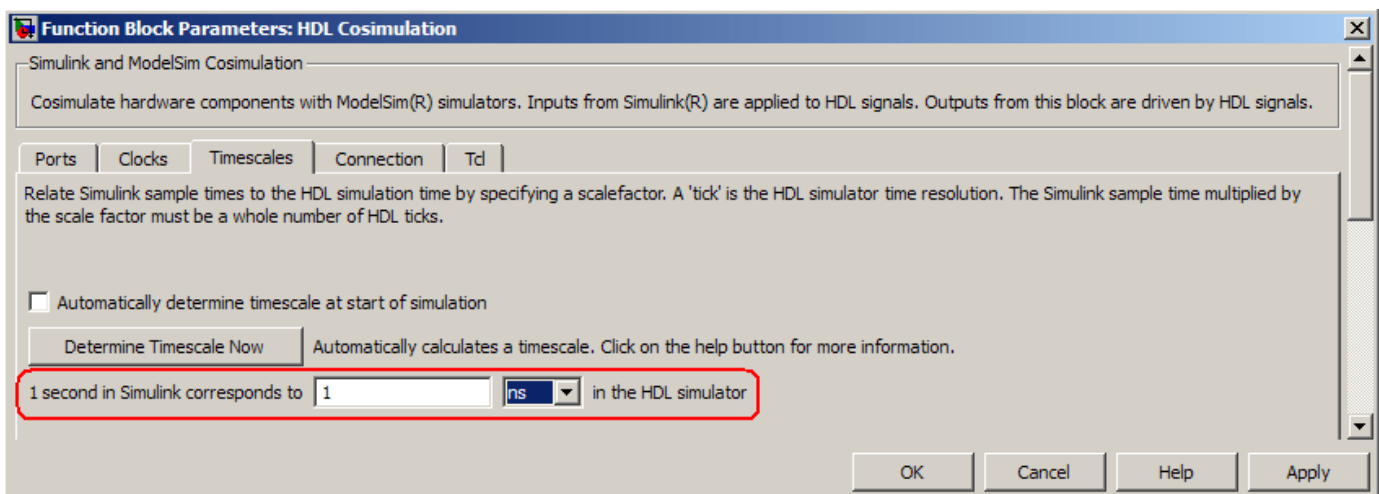 Function Block Parameters: HDL Cosimulation
Simulink and ModelSim Cosimulation
Cosimulate hardware components with ModelSim(R) simulators. Inputs from Simulink(R) are applied to HDL signals. Outputs from this block are driven by HDL signals.
Ports Clocks Timescales Connection Tcl
Relate Simulink sample times to the HDL simulation time by specifying a scalefactor. A 'tick' is the HDL simulator time resolution. The Simulink sample time multiplied by
the scale factor must be a whole number of HDL ticks.
Automatically determine timescale at start of simulation
Determine Timescale Now Automatically calculates a timescale. Click on the help button for more information.
1 second in Simulink corresponds to 1 ns in the HDL simulator
OK Cancel Help Apply